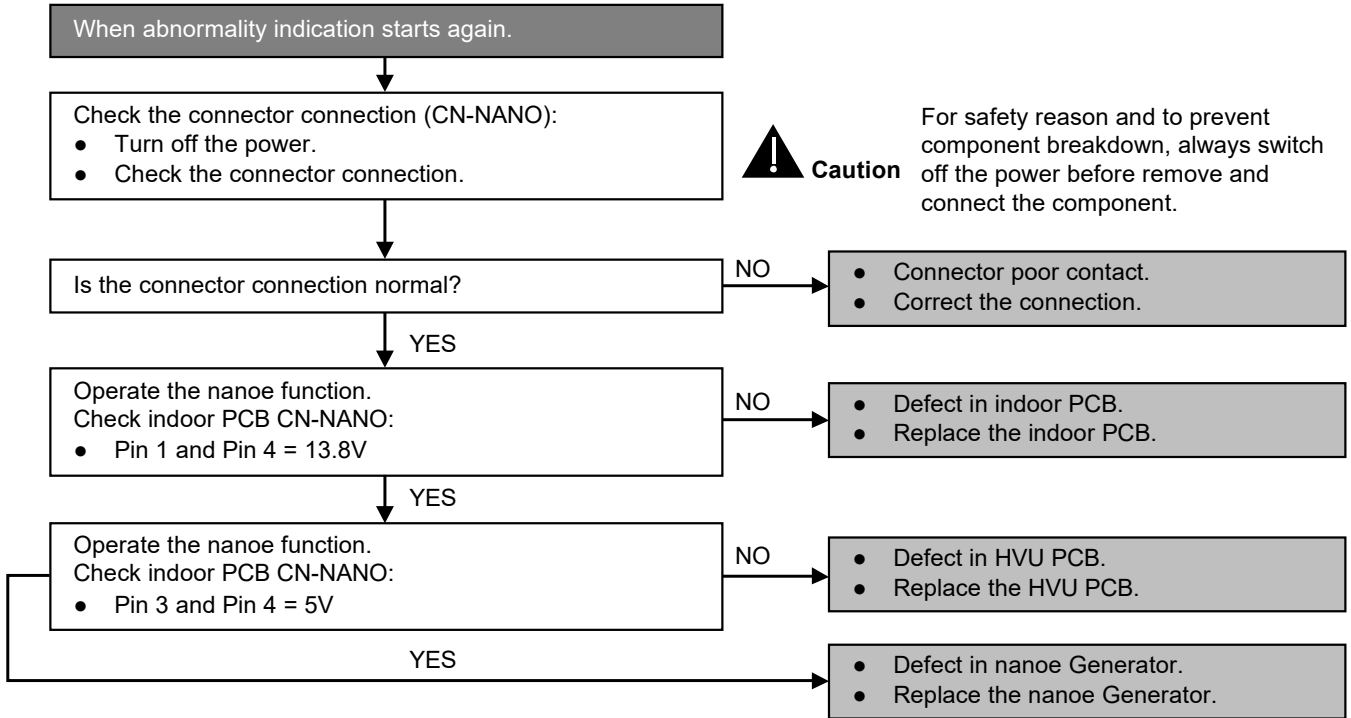 When abnormality indication starts again.
Check the connector connection (CN-NANO):
● Turn off the power.
● Check the connector connection.
Caution
For safety reason and to prevent
component breakdown, always switch
off the power before remove and
connect the component.
Is the connector connection normal?
NO
● Connector poor contact.
● Correct the connection.
YES
Operate the nanoe function.
Check indoor PCB CN-NANO:
● Pin 1 and Pin 4 = 13.8V
NO
● Defect in indoor PCB.
● Replace the indoor PCB.
YES
Operate the nanoe function.
Check indoor PCB CN-NANO:
● Pin 3 and Pin 4 = 5V
NO
● Defect in HVU PCB.
● Replace the HVU PCB.
YES
● Defect in nanoe Generator.
● Replace the nanoe Generator.